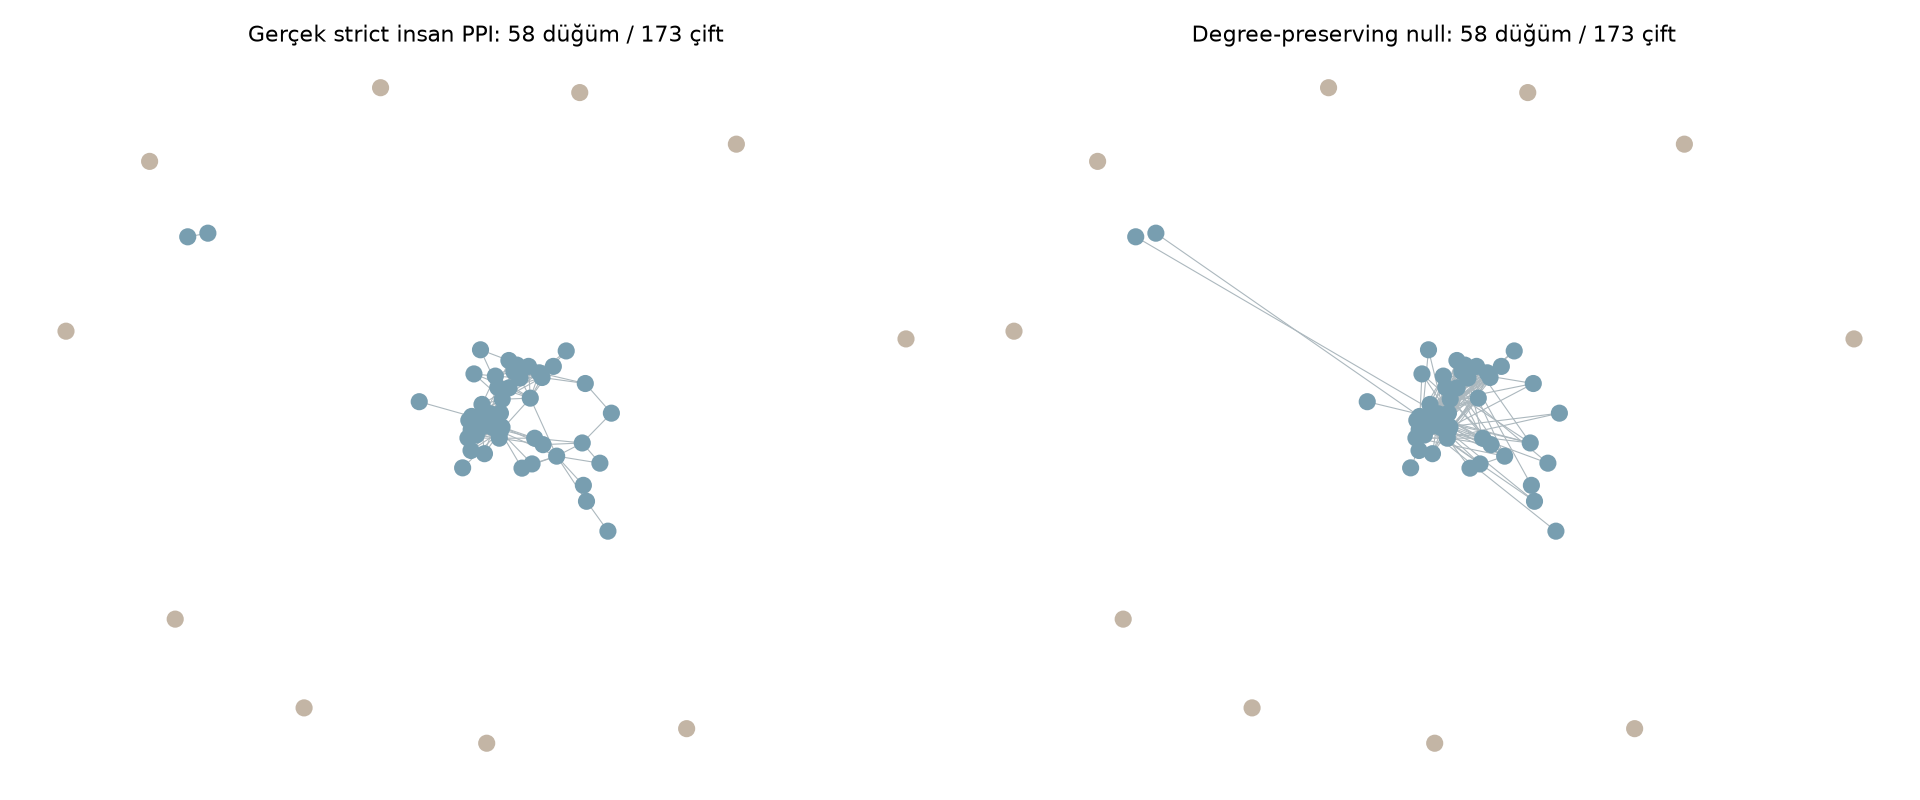 Gerçek strict insan PPI: 58 düğüm / 173 çift
Degree-preserving null: 58 düğüm / 173 çift